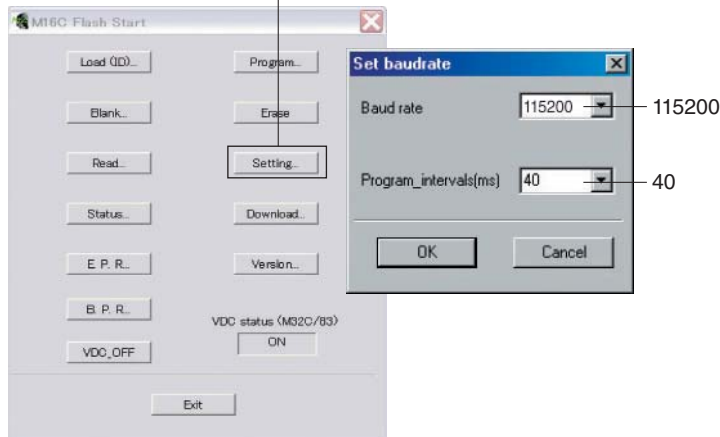 M16C Flash Start
Load (ID)...
Program...
Blank...
Erase
Read...
Setting...
Status...
Download...
E. P. R...
Version...
B. P. R...
VDC status (M32C/83)
VDC_OFF
ON
Exit
Set baudrate
Baud rate
115200
115200
Program_intervals(ms)
40
40
OK
Cancel